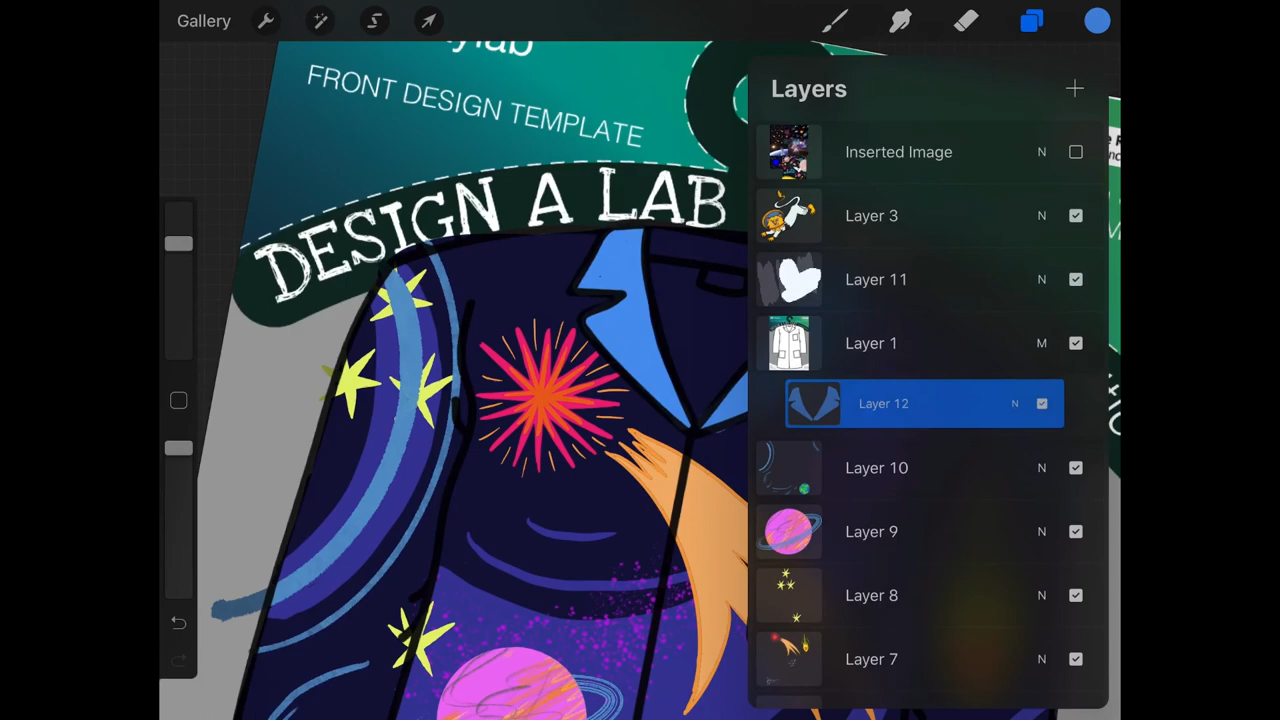 Gallery
ylab
FRONT DESIGN TEMPLATE
DESIGN A LAB
Layers
Inserted Image N
Layer 3 N
Layer 11 N
Layer 1 M
Layer 12 N
Layer 10 N
Layer 9 N
Layer 8 N
Layer 7 N